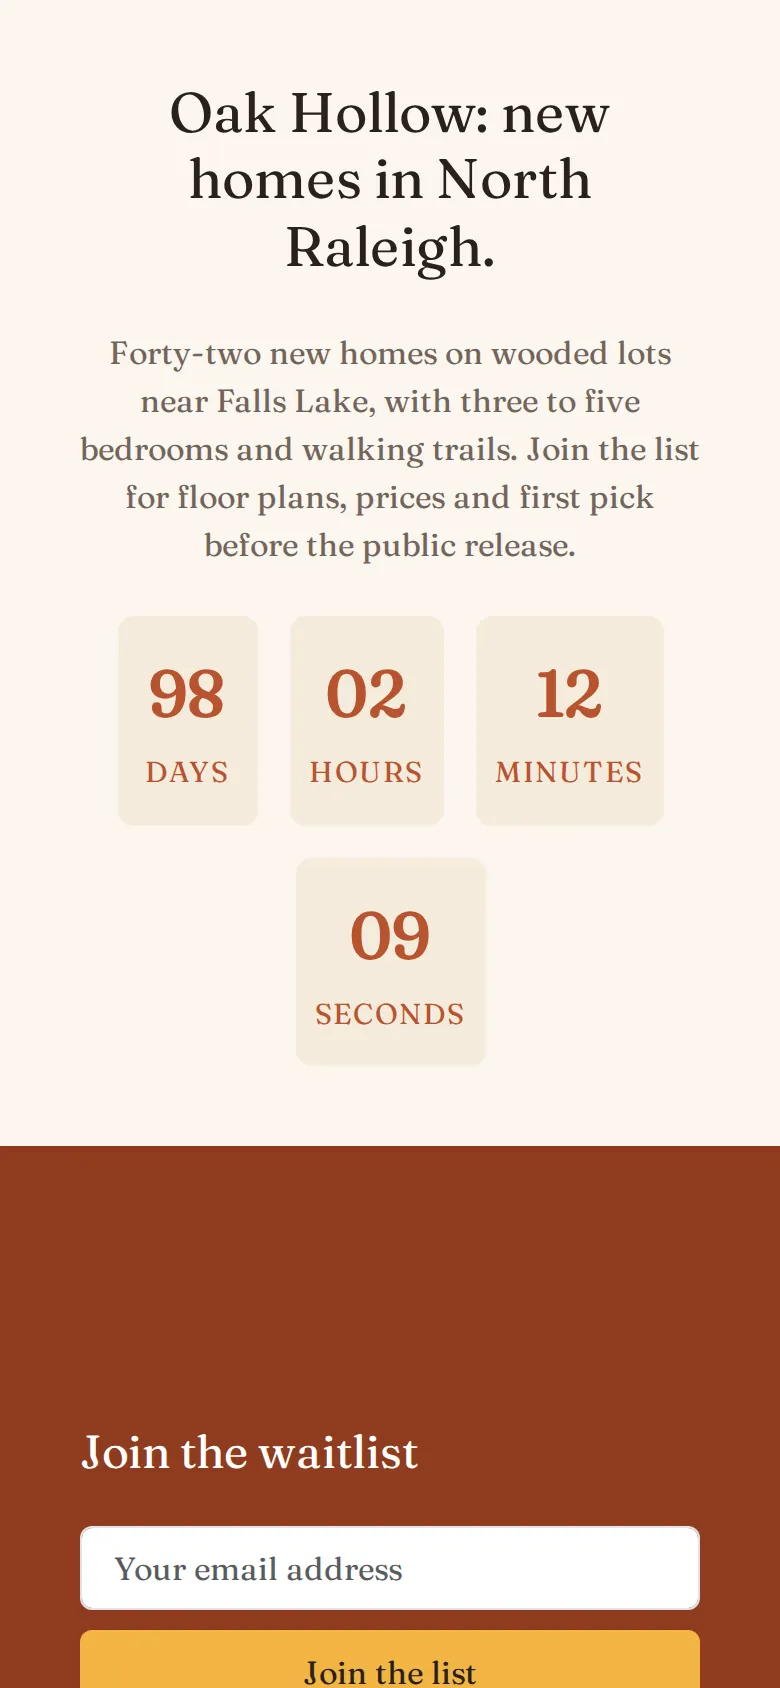 Oak Hollow: new
homes in North
Raleigh.
Forty-two new homes on wooded lots
near Falls Lake, with three to five
bedrooms and walking trails. Join the list
for floor plans, prices and first pick
before the public release.
98
DAYS
02
HOURS
12
MINUTES
09
SECONDS
Join the waitlist
Your email address
Join the list